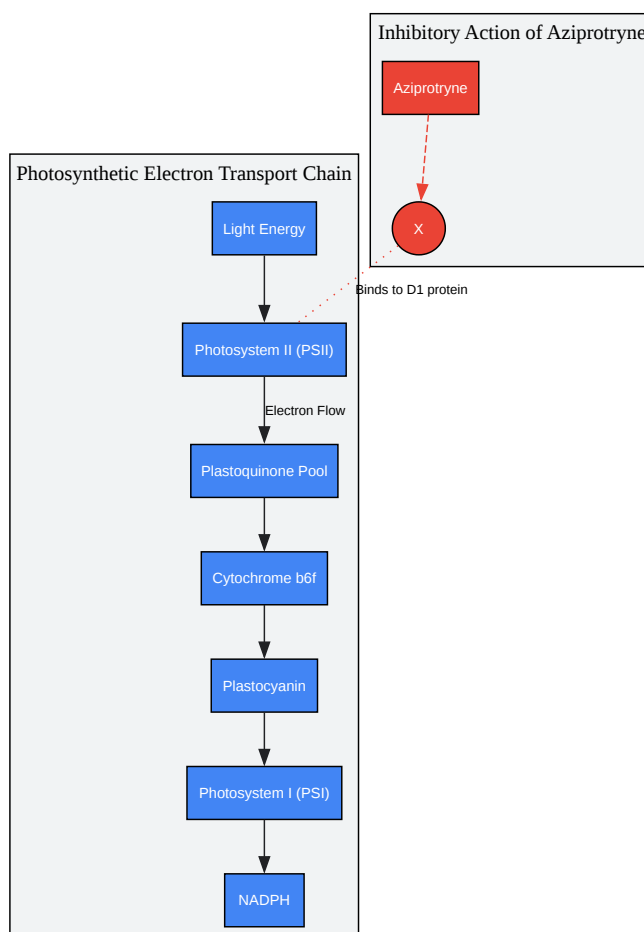 Inhibitory Action of Aziprotryne
Aziprotryne
X
Binds to D1 protein
Photosynthetic Electron Transport Chain
Light Energy
Photosystem II (PSII)
Electron Flow
Plastoquinone Pool
Cytochrome b6f
Plastocyanin
Photosystem I (PSI)
NADPH